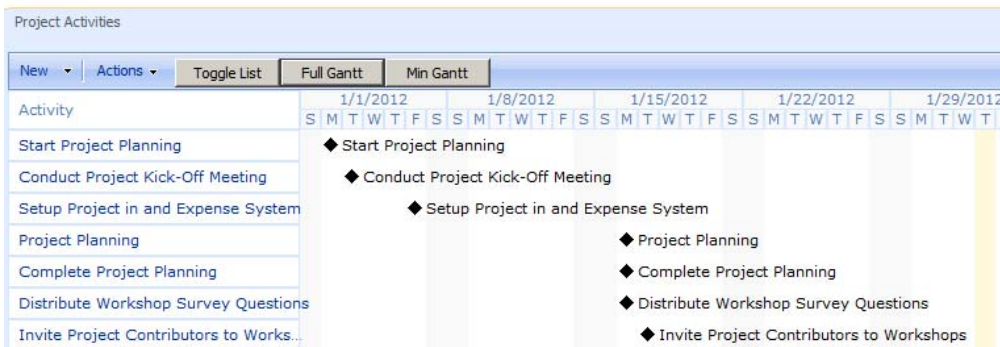 Project Activities
New Actions Toggle List Full Gantt Min Gantt
Activity
1/1/2012 1/8/2012 1/15/2012 1/22/2012 1/29/2012
S M T W T F S S M T W T F S S M T W T F S S M T W T F S S M T W T
Start Project Planning Start Project Planning
Conduct Project Kick-Off Meeting Conduct Project Kick-Off Meeting
Setup Project in and Expense System Setup Project in and Expense System
Project Planning Project Planning
Complete Project Planning Complete Project Planning
Distribute Workshop Survey Questions Distribute Workshop Survey Questions
Invite Project Contributors to Works... Invite Project Contributors to Workshops